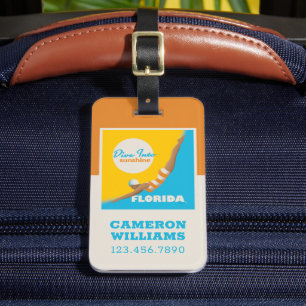 Dive Into
sunshine
FLORIDA
CAMERON
WILLIAMS
123.456.7890